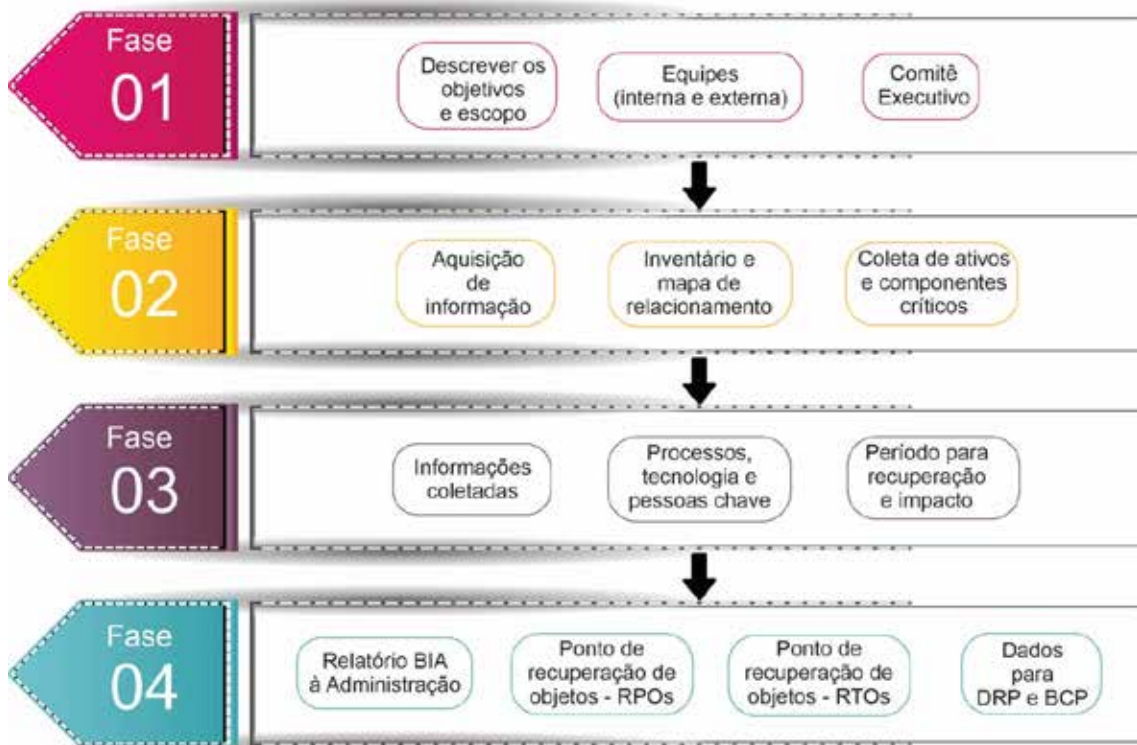 Fase
01
Descrever os
objetivos
e escopo
Equipes
(interna e externa)
Comitê
Executivo
Fase
02
Aquisição
de
informação
Inventário e
mapa de
relacionamento
Coleta de ativos
e componentes
críticos
Fase
03
Informações
coletadas
Processos,
tecnologia e
pessoas chave
Período para
recuperação
e impacto
Fase
04
Relatório BIA
à Administração
Ponto de
recuperação de
objetos - RPOs
Ponto de
recuperação de
objetos - RTOs
Dados
para
DRP e BCP